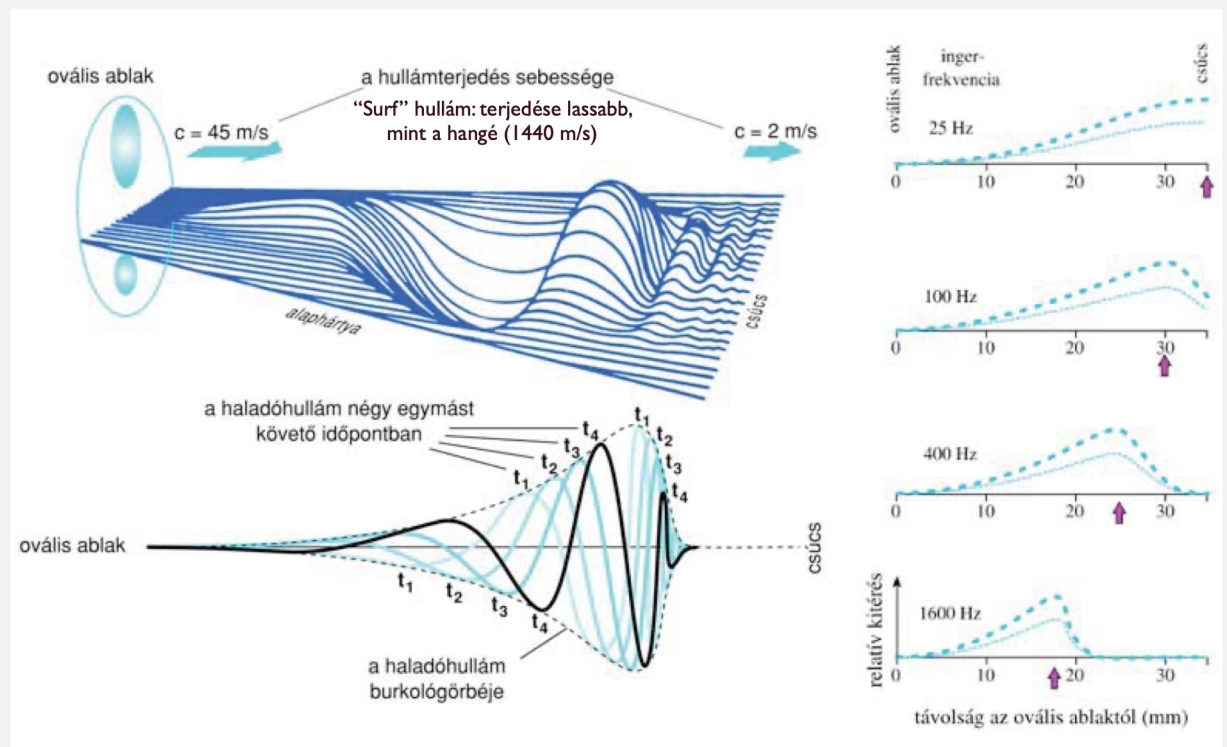 ovális ablak
a hullámterjedés sebessége
"Surf" hullám: terjedése lassabb,
mint a hangé (1440 m/s)
c = 45 m/s
c = 2 m/s
alaphártya
csúcs
a haladóhullám négy egymást
követő időpontban
t₁
t₂
t₃
t₄
t₁
t₂
t₃
t₄
t₁
t₂
t₃
t₄
ovális ablak
csúcs
a haladóhullám
burkológörbéje
ovális ablak
inger-
frekvencia
csúcs
25 Hz
0 10 20 30
100 Hz
0 10 20 30
400 Hz
0 10 20 30
relatív kitérés
1600 Hz
0 10 20 30
távolság az ovális ablaktól (mm)